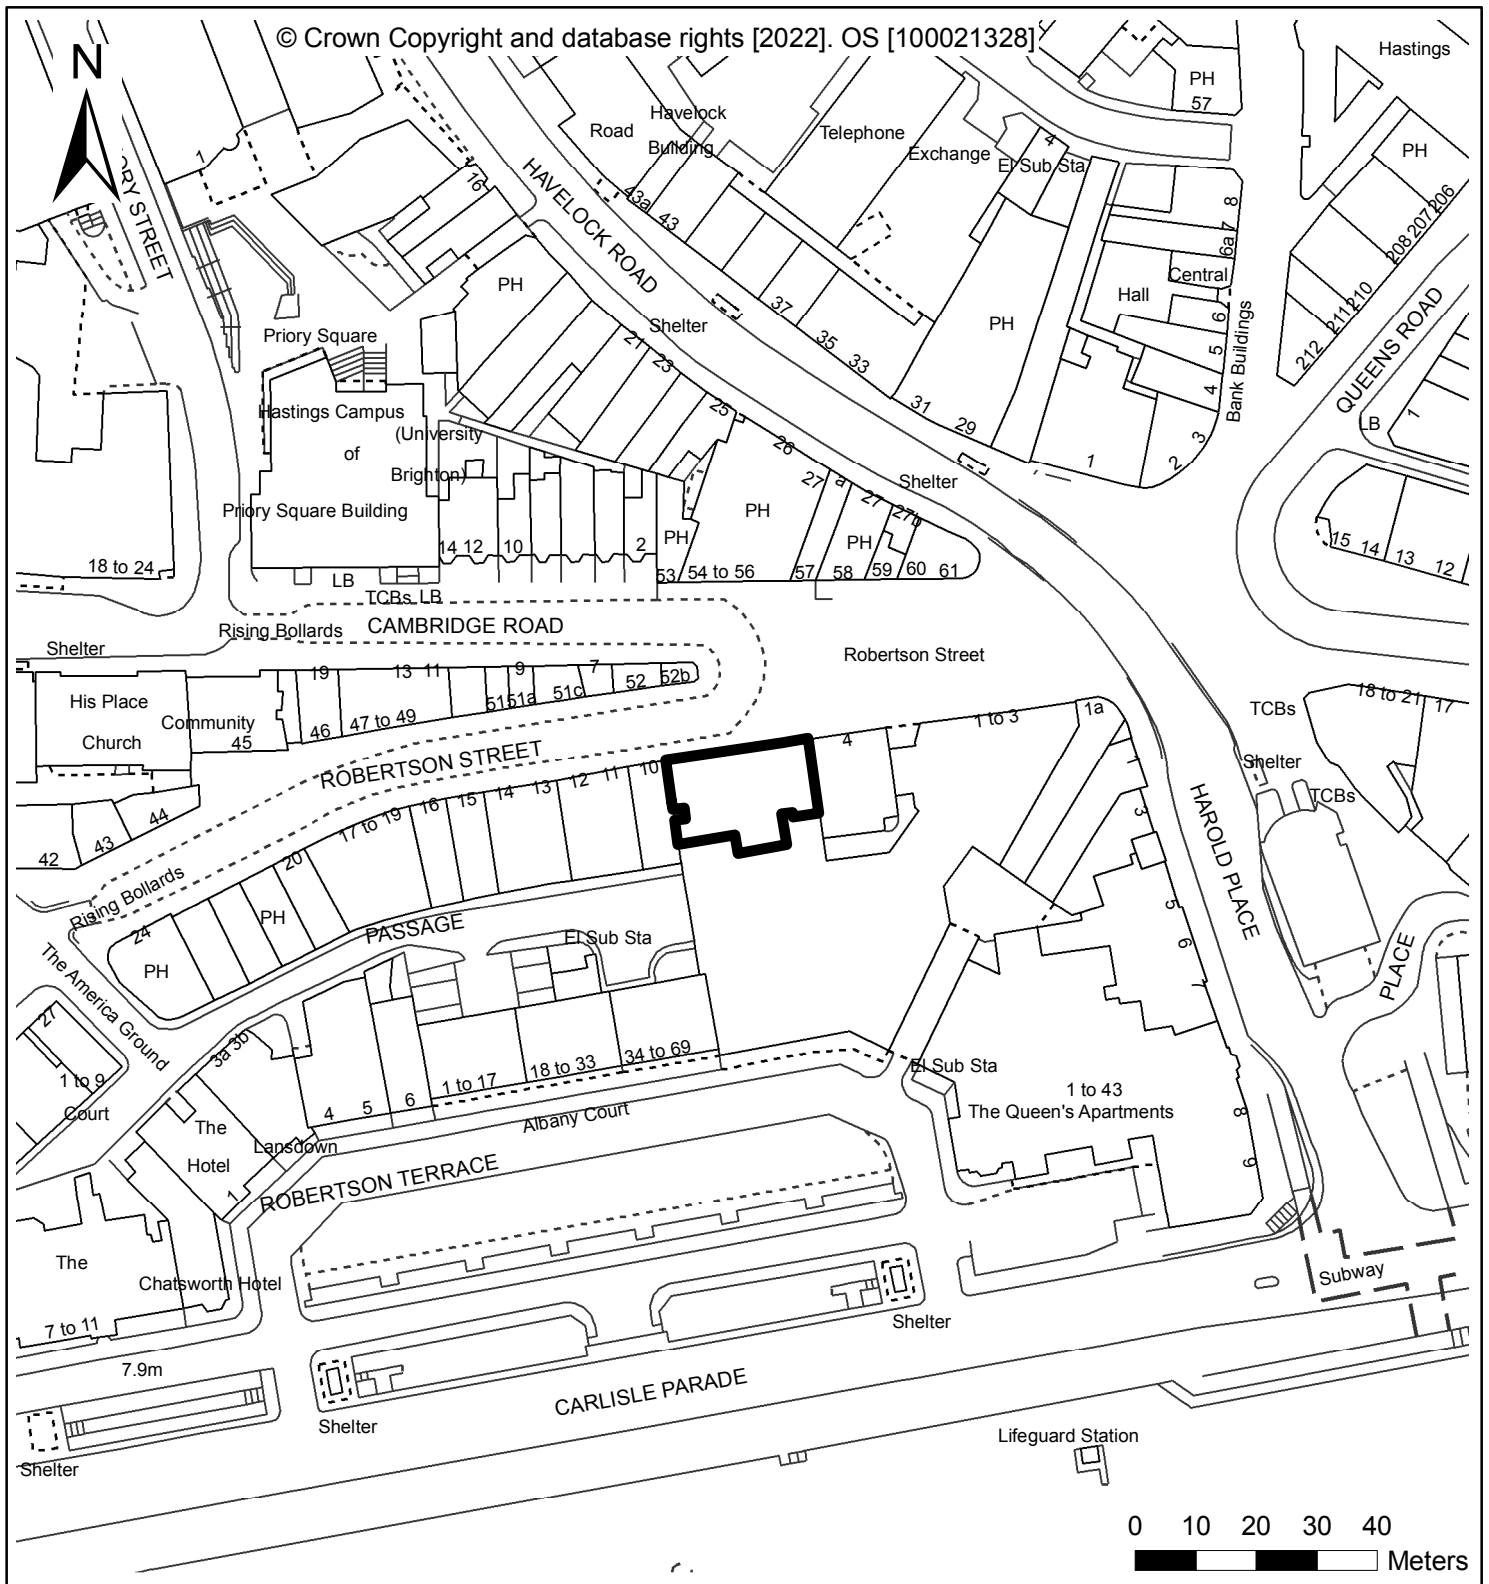 © Crown Copyright and database rights [2022]. OS [100021328]
N
Hastings
PH
57
Road
Havelock
Building
Telephone
Exchange
El Sub Sta
4
PH
1
ORY STREET
16
HAVELOCK ROAD
43a
43
8
7
6a
206
207
208
210
211
212
Central
Hall
6
5
4
Bank Buildings
QUEENS ROAD
PH
37
35
33
31
29
PH
Priory Square
Shelter
21
23
25
26
27
a
27
27b
Hastings Campus
(University
of
Brighton)
Priory Square Building
3
2
1
LB
1
Shelter
18 to 24
14
12
10
2
PH
PH
PH
53
54 to 56
57
58
59
60
61
15
14
13
12
LB
TCBs
LB
Rising Bollards
CAMBRIDGE ROAD
Shelter
Robertson Street
19
13
11
9
7
52
52b
51
51a
51c
His Place
Church
Community
45
46
47 to 49
ROBERTSON STREET
44
43
42
10
11
12
13
14
15
16
17 to 19
20
24
PH
PH
4
1 to 3
1a
1
3
5
6
7
8
9
TCBs
18 to 21
17
Shelter
TCBs
HAROLD PLACE
PLACE
Rising Bollards
PASSAGE
El Sub Sta
The America Ground
27
1 to 9
Court
3a
3b
4
5
6
1 to 17
18 to 33
34 to 69
Albany Court
El Sub Sta
1 to 43
The Queen's Apartments
The
Hotel
Lansdown
1
ROBERTSON TERRACE
The
Chatsworth Hotel
7 to 11
7.9m
Subway
Shelter
CARLISLE PARADE
Shelter
Shelter
Lifeguard Station
0 10 20 30 40
Meters